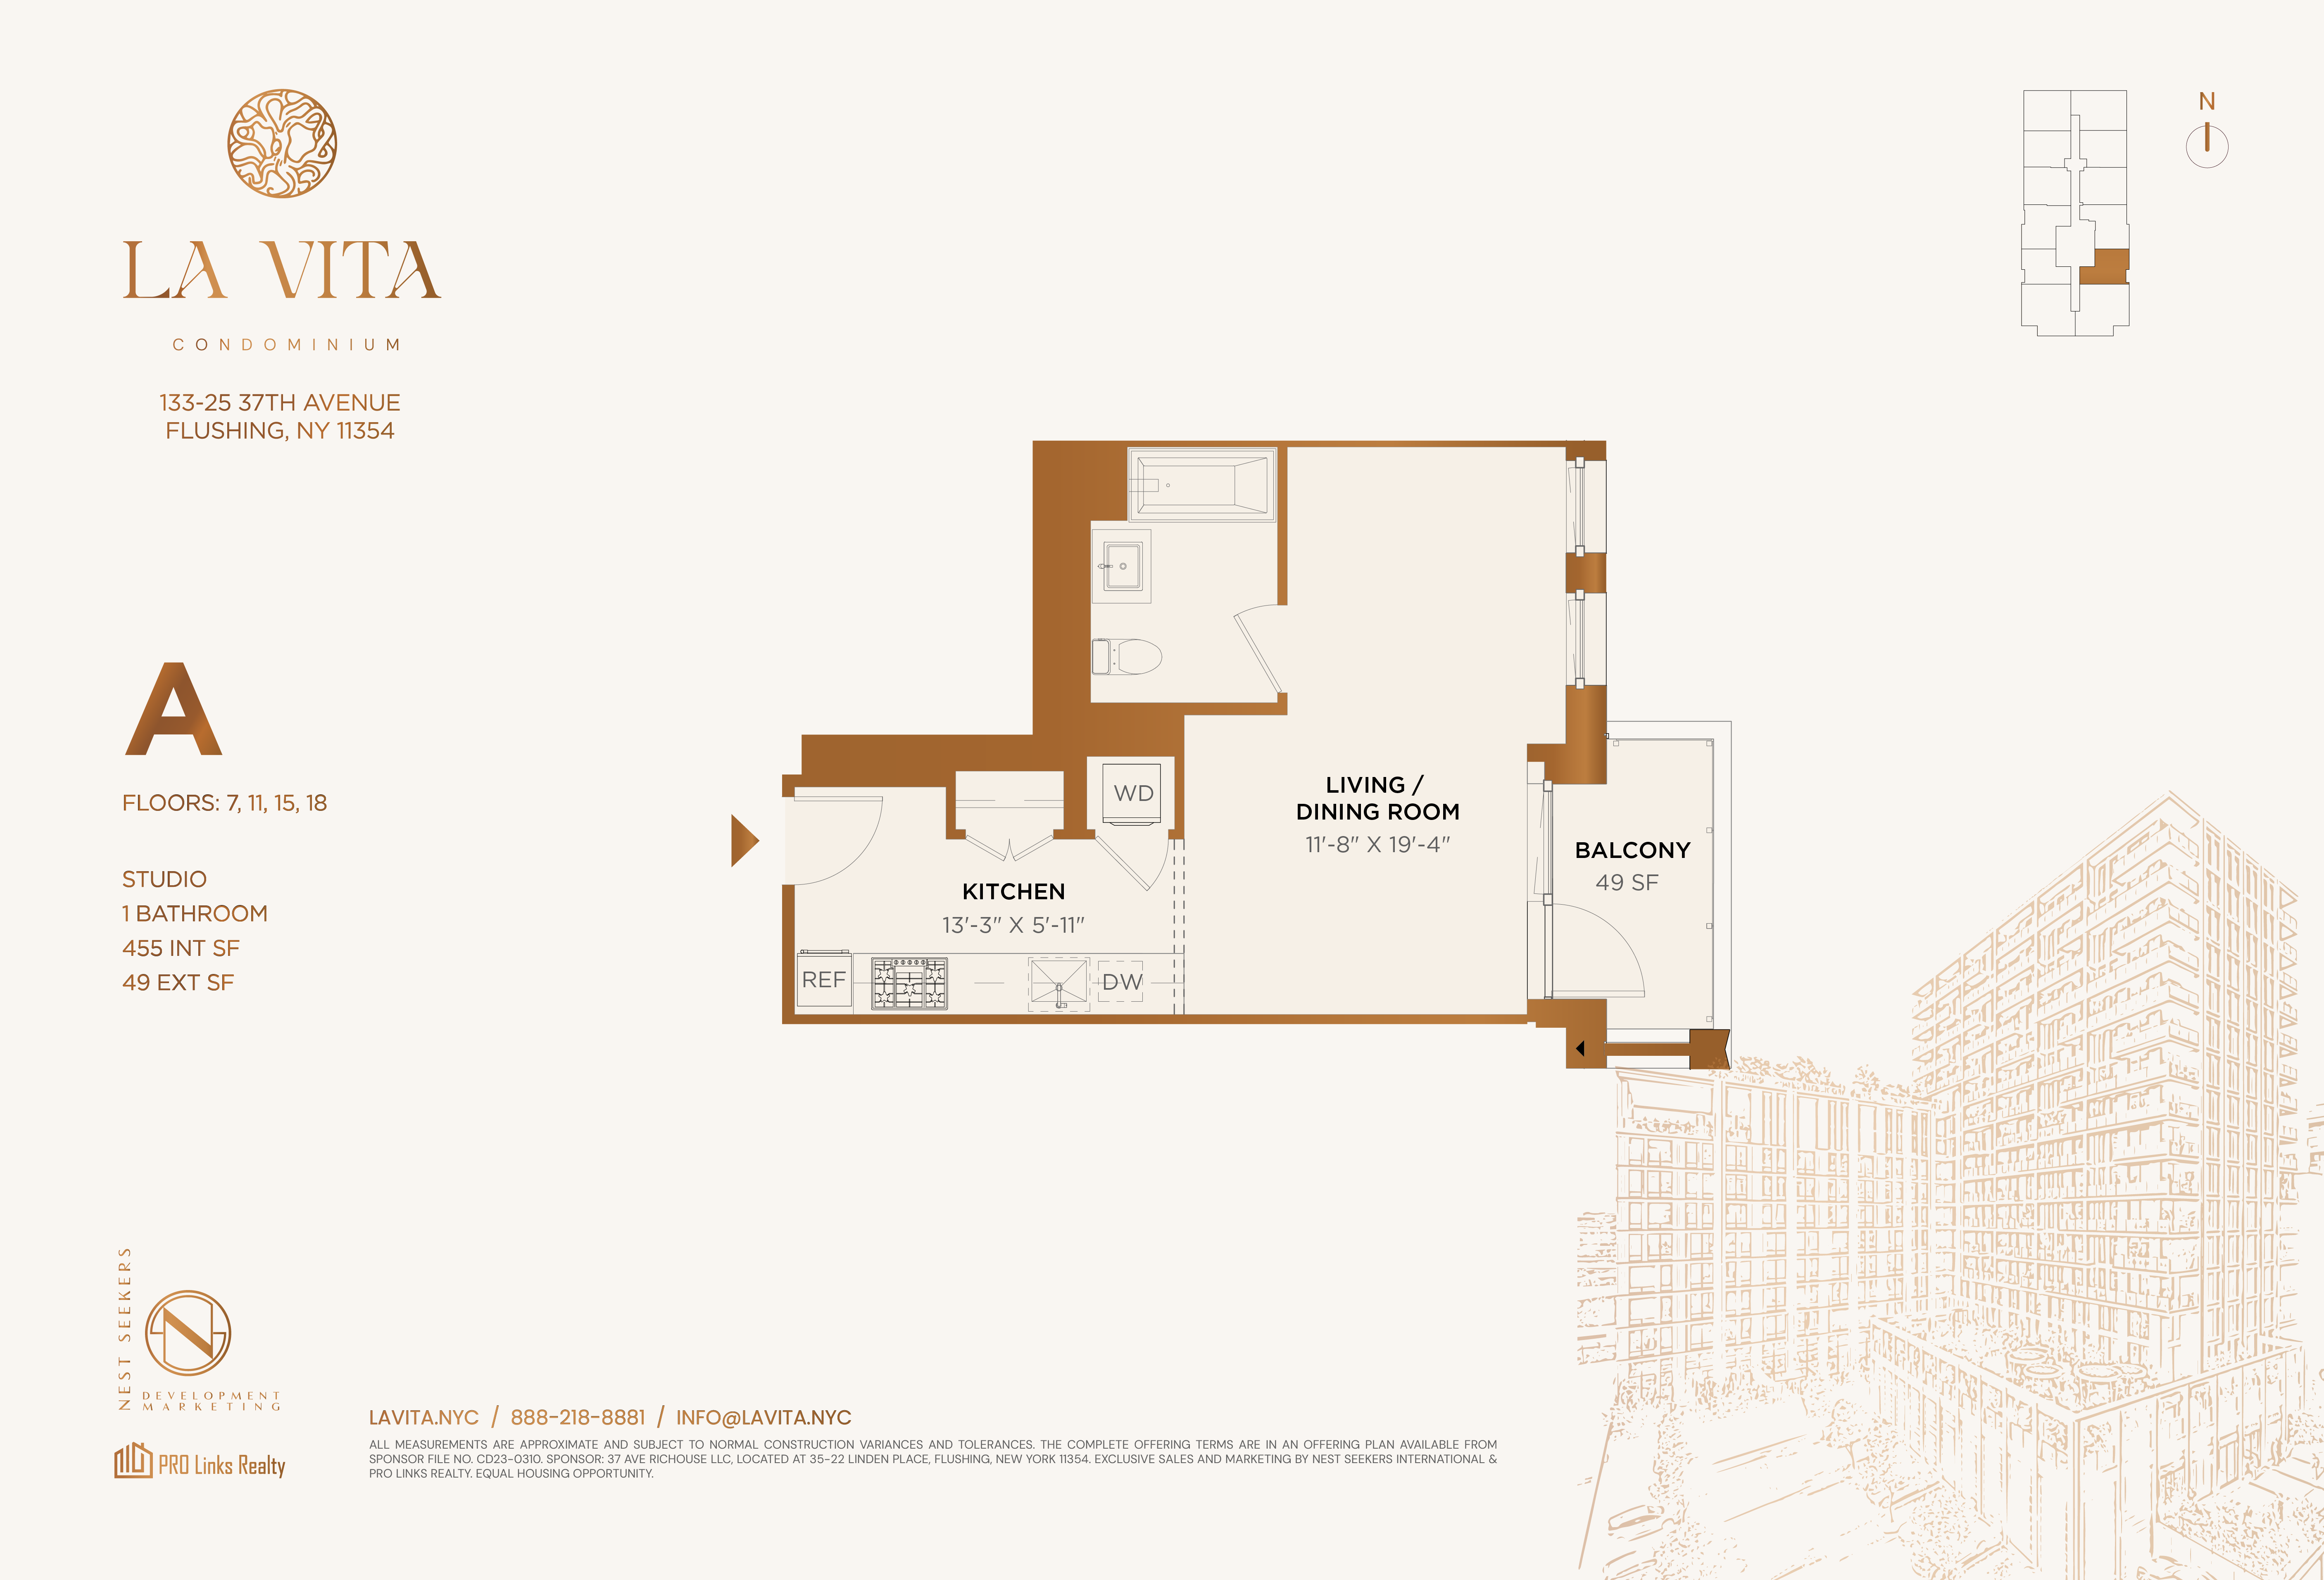 LA VITA
CONDOMINIUM
133-25 37TH AVENUE
FLUSHING, NY 11354
N
A
FLOORS: 7, 11, 15, 18
STUDIO
1 BATHROOM
455 INT SF
49 EXT SF
WD
LIVING /
DINING ROOM
11'-8" X 19'-4"
BALCONY
49 SF
KITCHEN
13'-3" X 5'-11"
REF
DW
NEST SEEKERS
DEVELOPMENT
MARKETING
PRO Links Realty
LAVITA.NYC / 888-218-8881 / INFO@LAVITA.NYC
ALL MEASUREMENTS ARE APPROXIMATE AND SUBJECT TO NORMAL CONSTRUCTION VARIANCES AND TOLERANCES. THE COMPLETE OFFERING TERMS ARE IN AN OFFERING PLAN AVAILABLE FROM
SPONSOR FILE NO. CD23-0310. SPONSOR: 37 AVE RICHOUSE LLC, LOCATED AT 35-22 LINDEN PLACE, FLUSHING, NEW YORK 11354. EXCLUSIVE SALES AND MARKETING BY NEST SEEKERS INTERNATIONAL &
PRO LINKS REALTY. EQUAL HOUSING OPPORTUNITY.